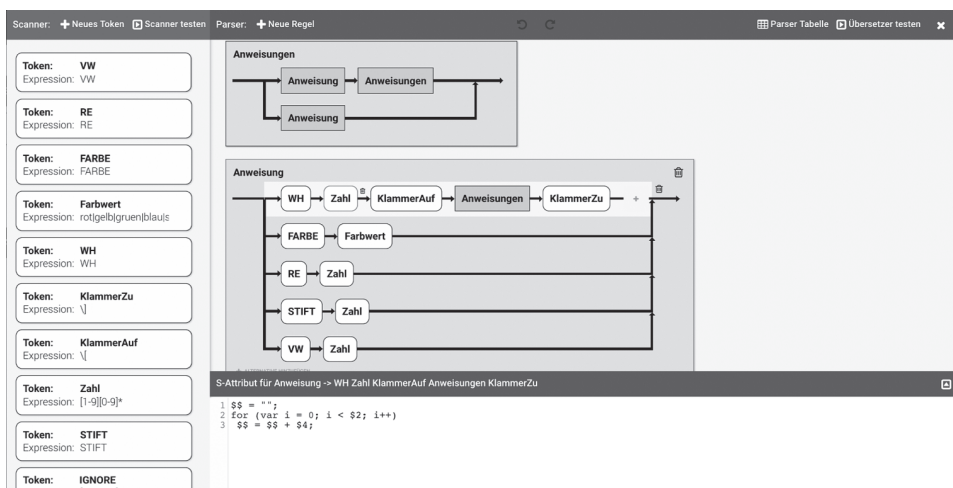 Scanner: Neues Token Scanner testen Parser: Neue Regel Parser Tabelle Übersetzer testen
Token: VW
Expression: VW
Token: RE
Expression: RE
Token: FARBE
Expression: FARBE
Token: Farbwert
Expression: rot|gelb|gruen|blau|s
Token: WH
Expression: WH
Token: KlammerZu
Expression: \]
Token: KlammerAuf
Expression: \[
Token: Zahl
Expression: [1-9][0-9]*
Token: STIFT
Expression: STIFT
Token: IGNORE
Anweisungen
Anweisung Anweisungen
Anweisung
Anweisung
WH Zahl KlammerAuf Anweisungen KlammerZu +
FARBE Farbwert
RE Zahl
STIFT Zahl
VW Zahl
S-Attribut für Anweisung -> WH Zahl KlammerAuf Anweisungen KlammerZu
1 $$ = "";
2 for (var i = 0; i < $2; i++)
3 $$ = $$ + $4;